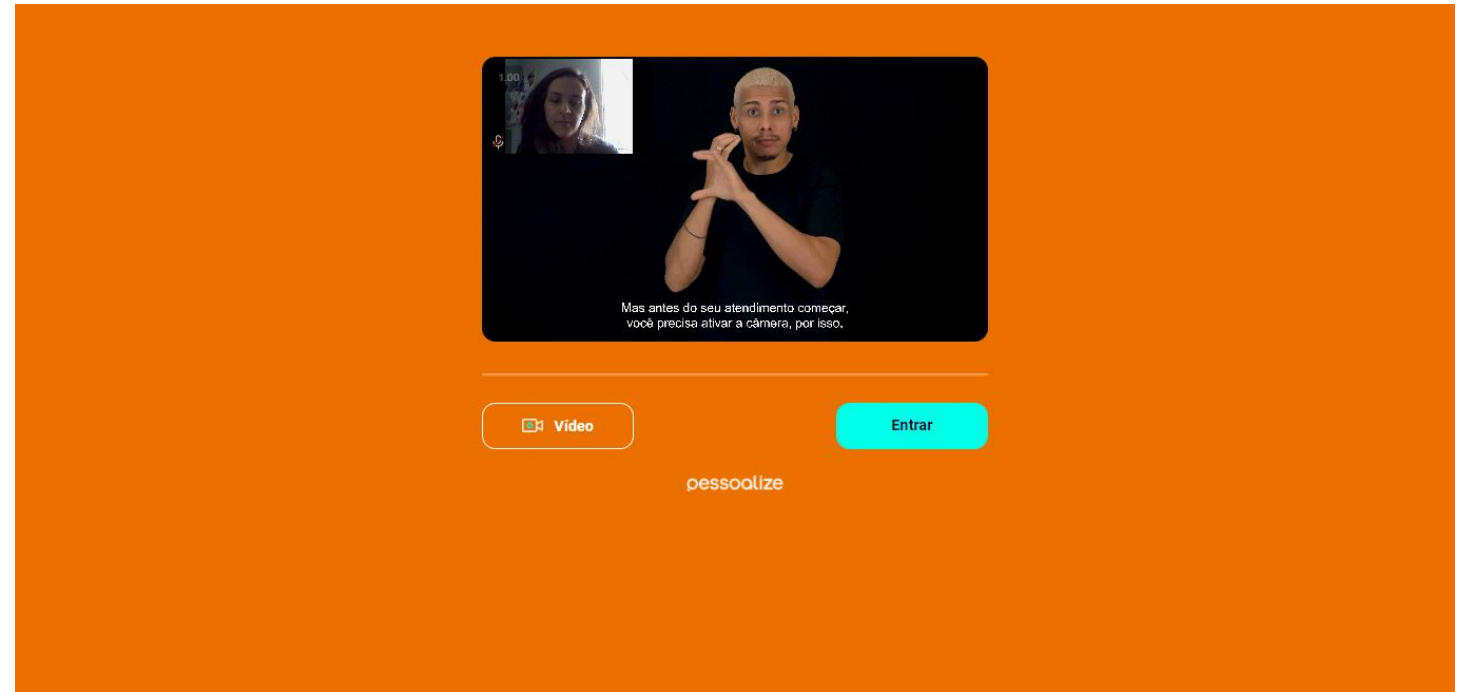 1.00
Mas antes do seu atendimento começar,
você precisa ativar a câmera, por isso,
Vídeo
Entrar
pessoalize